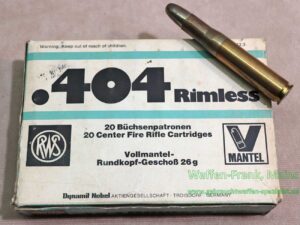 Warning: Keep out of reach of children.
.404 Rimless
20 Büchsenpatronen
20 Center Fire Rifle Cartridges
Vollmantel-
Rundkopf-Geschoß 26 g
RWS
V
MANTEL
Waffen-Frank, Mainz
Dynamit Nobel AKTIENGESELLSCHAFT · TROISDORF GERMANY